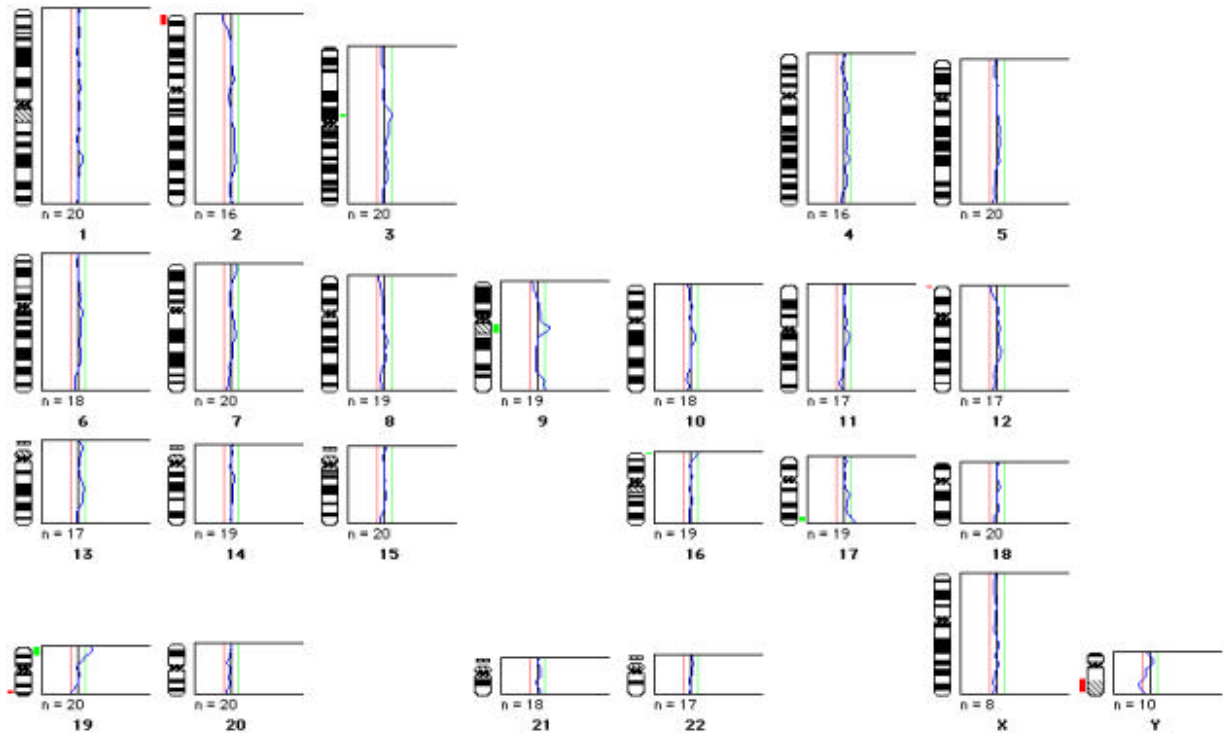 n = 20 n = 16 n = 20 n = 16 n = 20
1 2 3 4 5
n = 18 n = 20 n = 19 n = 19 n = 18 n = 17 n = 17
6 7 8 9 10 11 12
n = 17 n = 19 n = 20 n = 19 n = 17 n = 20
13 14 15 16 17 18
n = 20 n = 20 n = 18 n = 17 n = 8 n = 10
19 20 21 22 X Y